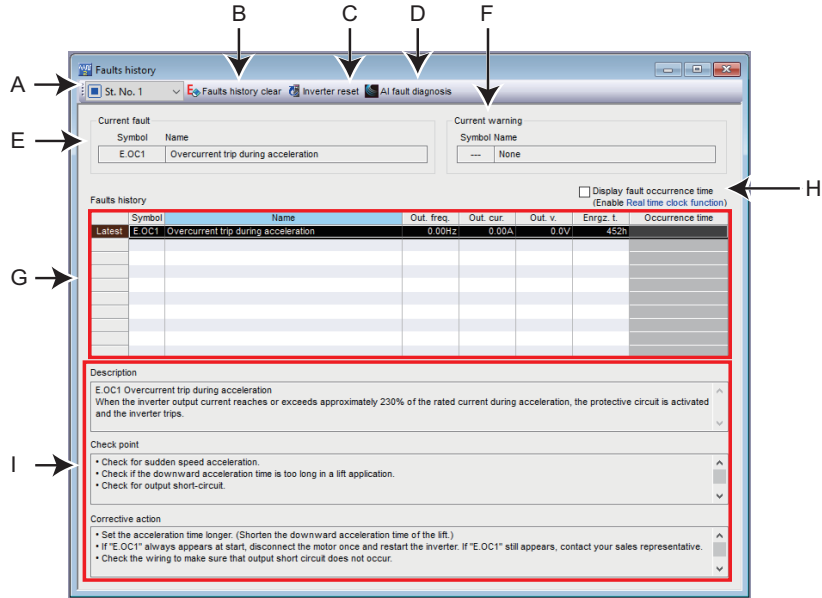 B C D F
Faults history
A
St. No. 1 Faults history clear Inverter reset AI fault diagnosis
Current fault Current warning
E
Symbol Name Symbol Name
E.OC1 Overcurrent trip during acceleration --- None
Display fault occurrence time
H
Faults history (Enable Real time clock function)
Symbol Name Out. freq. Out. cur. Out. v. Enrgz. t. Occurrence time
Latest E.OC1 Overcurrent trip during acceleration 0.00Hz 0.00A 0.0V 452h
G
Description
E.OC1 Overcurrent trip during acceleration
When the inverter output current reaches or exceeds approximately 230% of the rated current during acceleration, the protective circuit is activated
and the inverter trips.
Check point
I
• Check for sudden speed acceleration.
• Check if the downward acceleration time is too long in a lift application.
• Check for output short-circuit.
Corrective action
• Set the acceleration time longer. (Shorten the downward acceleration time of the lift.)
• If "E.OC1" always appears at start, disconnect the motor once and restart the inverter. If "E.OC1" still appears, contact your sales representative.
• Check the wiring to make sure that output short circuit does not occur.